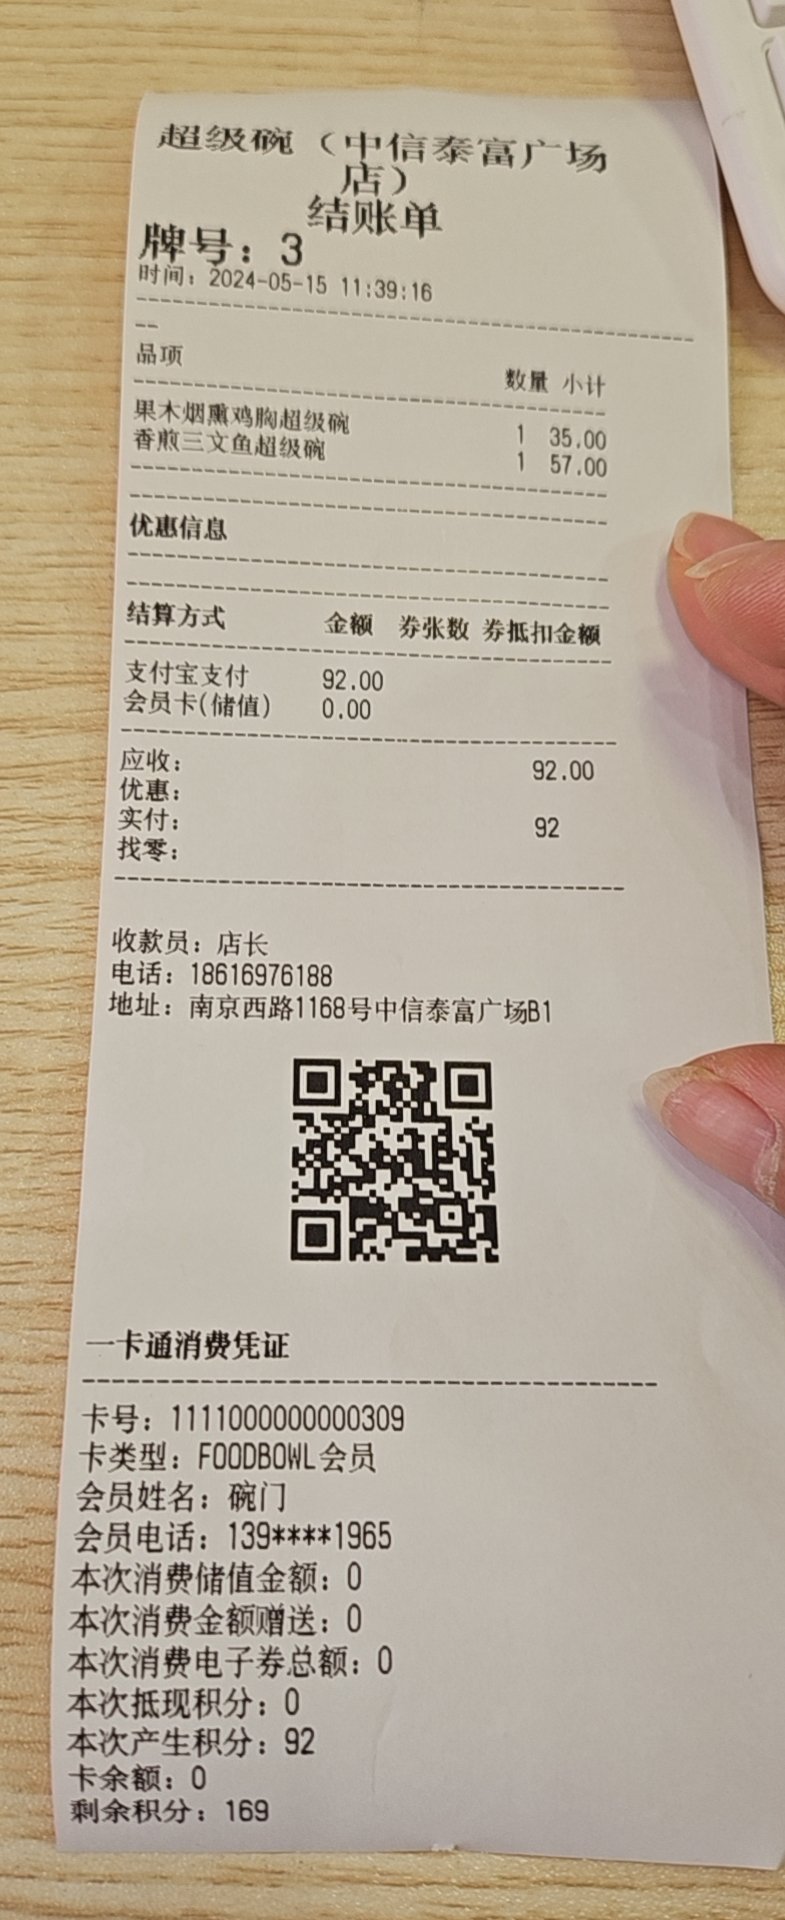 超级碗（中信泰富广场
店）
结账单
牌号：3
时间：2024-05-15 11:39:16
品项 数量 小计
果木烟熏鸡胸超级碗 1 35.00
香煎三文鱼超级碗 1 57.00
优惠信息
结算方式 金额 券张数 券抵扣金额
支付宝支付 92.00
会员卡(储值) 0.00
应收： 92.00
优惠：
实付： 92
找零：
收款员：店长
电话：18616976188
地址：南京西路1168号中信泰富广场B1
一卡通消费凭证
卡号：1111000000000309
卡类型：FOODBOWL会员
会员姓名：碗门
会员电话：139****1965
本次消费储值金额：0
本次消费金额赠送：0
本次消费电子券总额：0
本次抵现积分：0
本次产生积分：92
卡余额：0
剩余积分：169